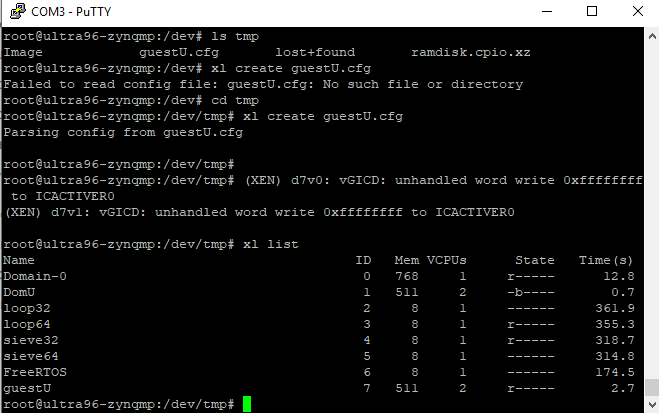 COM3 - PuTTY
root@ultra96-zynqmp:/dev# ls tmp
Image            guestU.cfg       lost+found       ramdisk.cpio.xz
root@ultra96-zynqmp:/dev# xl create guestU.cfg
Failed to read config file: guestU.cfg: No such file or directory
root@ultra96-zynqmp:/dev# cd tmp
root@ultra96-zynqmp:/dev/tmp# xl create guestU.cfg
Parsing config from guestU.cfg
root@ultra96-zynqmp:/dev/tmp#
root@ultra96-zynqmp:/dev/tmp# (XEN) d7v0: vGICD: unhandled word write 0xffffffff
 to ICACTIVER0
(XEN) d7v1: vGICD: unhandled word write 0xffffffff to ICACTIVER0
root@ultra96-zynqmp:/dev/tmp# xl list
Name                                        ID   Mem VCPUs      State   Time(s)
Domain-0                                     0   768     1     r-----      12.8
DomU                                         1   511     2     -b----       0.7
loop32                                       2     8     1     ------     361.9
loop64                                       3     8     1     r-----     355.3
sieve32                                      4     8     1     r-----     318.7
sieve64                                      5     8     1     ------     314.8
FreeRTOS                                     6     8     1     ------     174.5
guestU                                       7   511     2     r-----       2.7
root@ultra96-zynqmp:/dev/tmp#